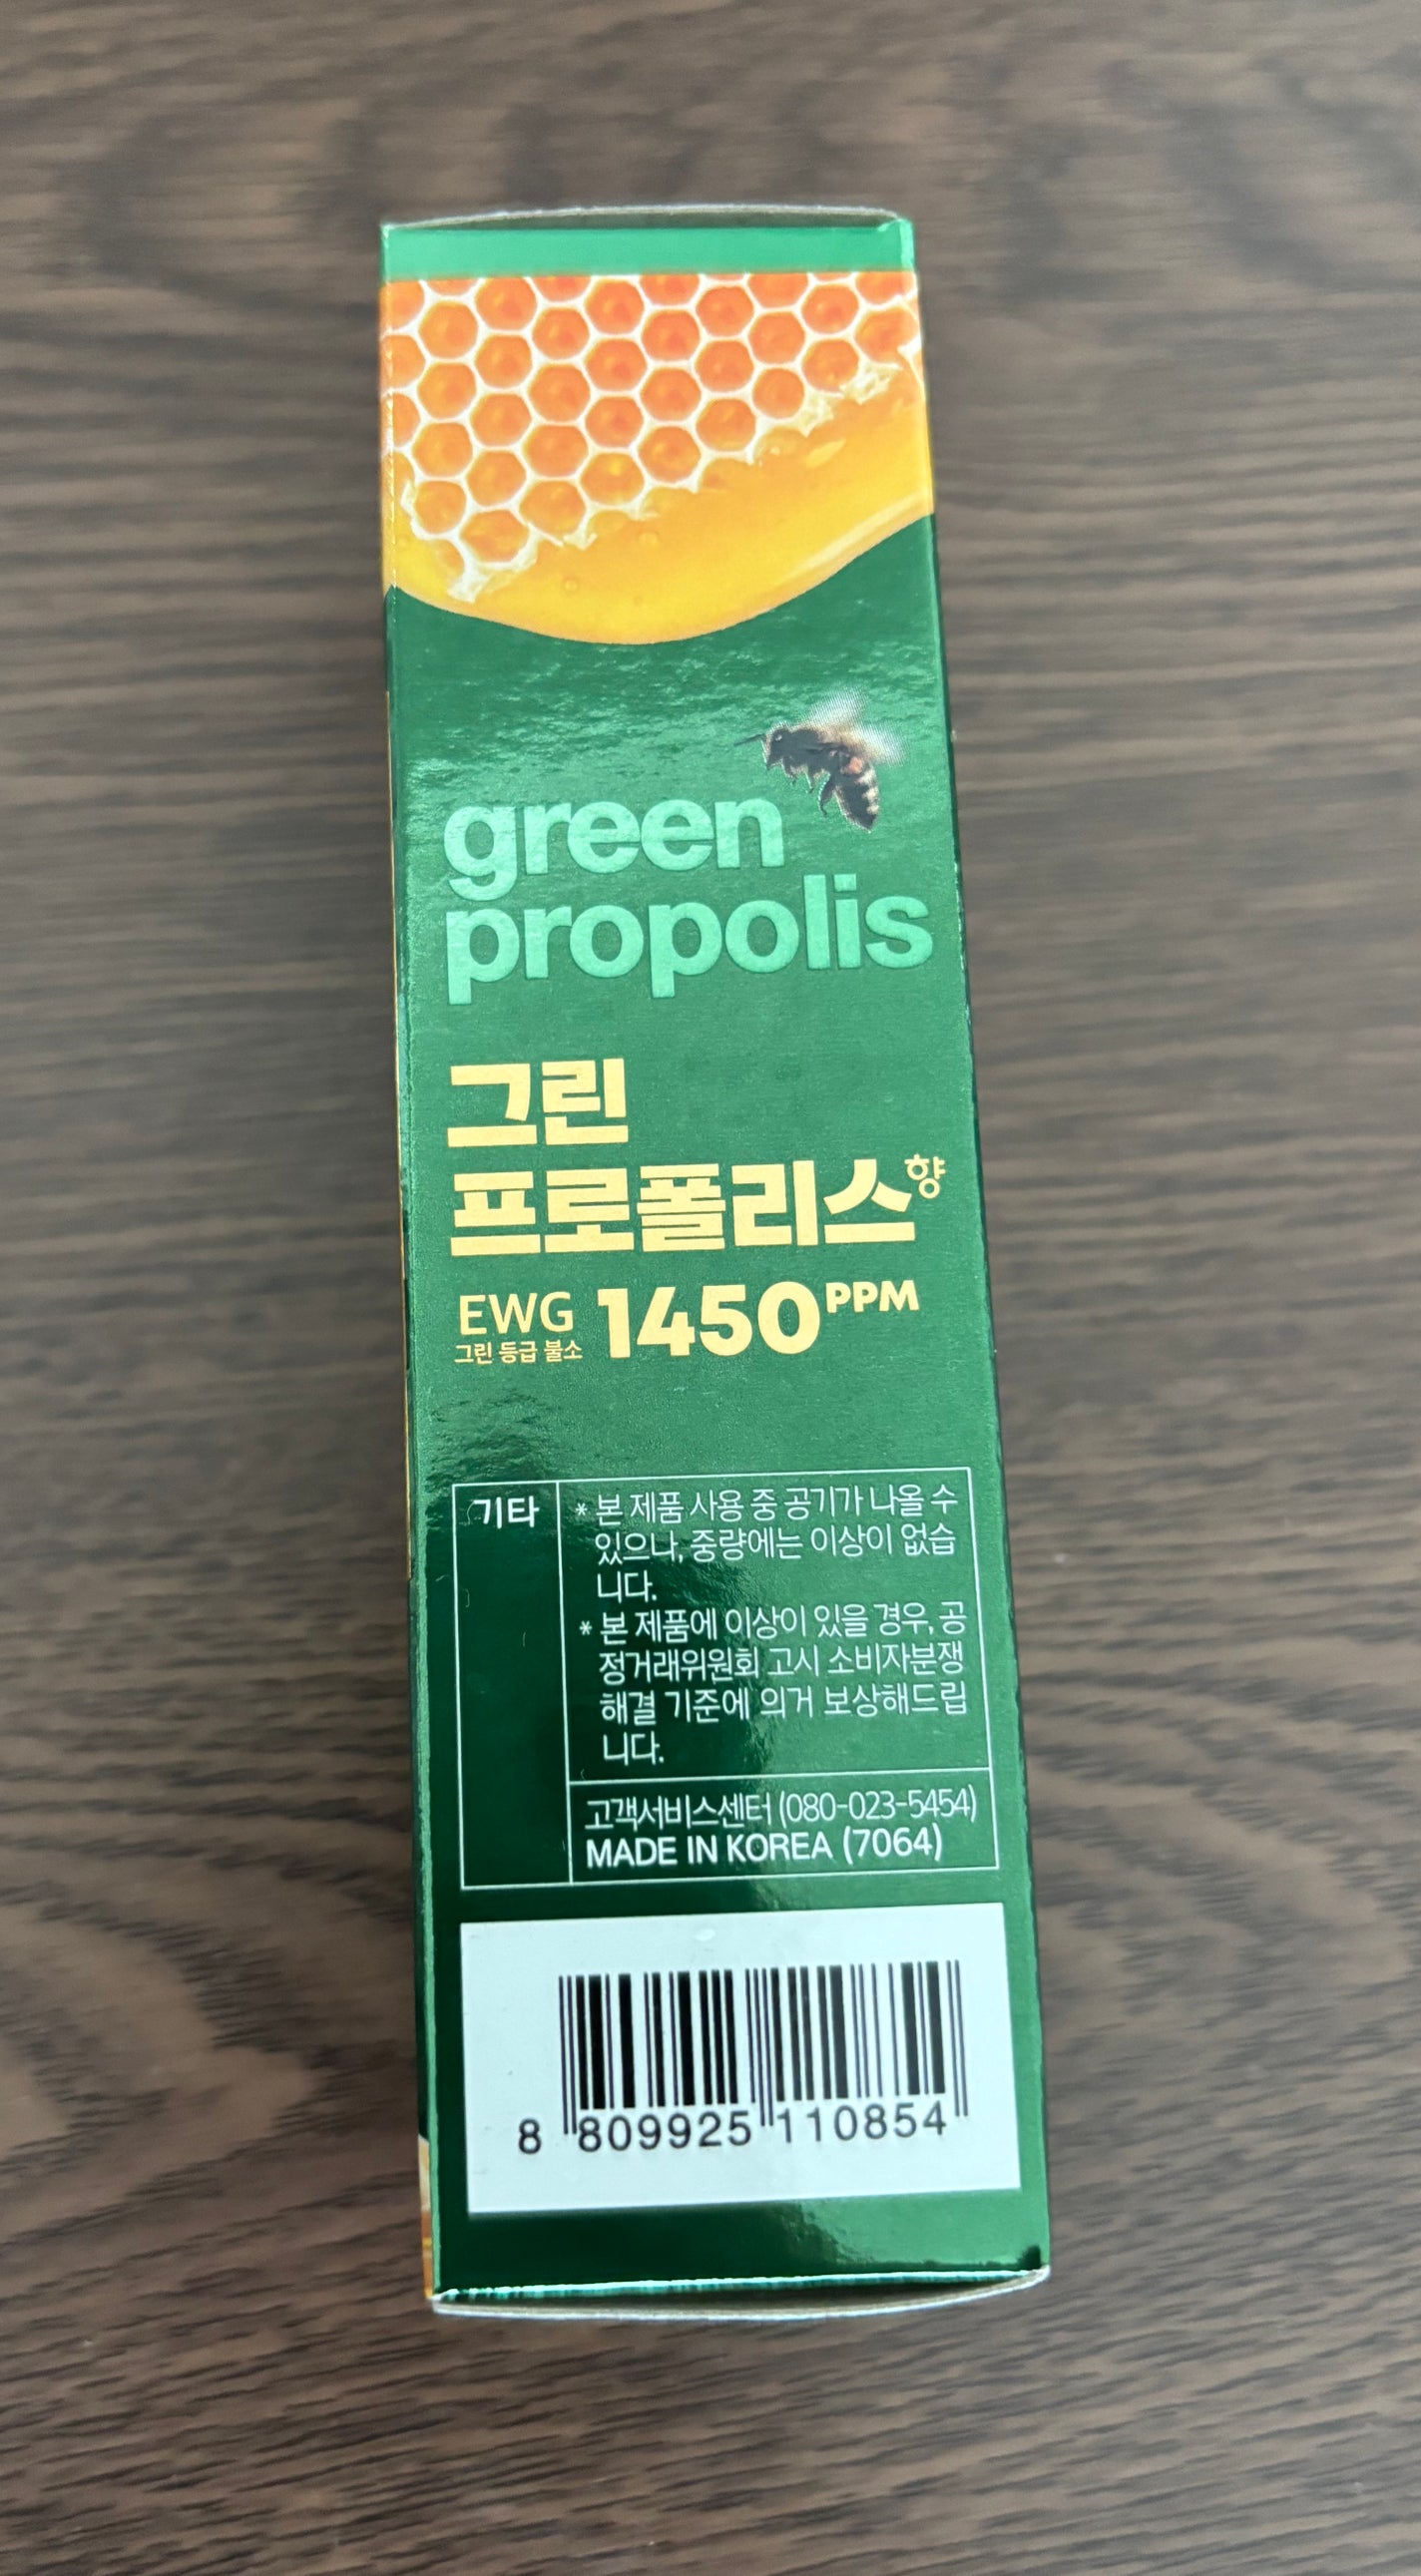 green
propolis
그린
프로폴리스향
EWG 1450PPM
그린 등급 불소
기타
* 본 제품 사용 중 공기가 나올 수
있으나, 중량에는 이상이 없습
니다.
* 본 제품에 이상이 있을 경우, 공
정거래위원회 고시 소비자분쟁
해결 기준에 의거 보상해드립
니다.
고객서비스센터 (080-023-5454)
MADE IN KOREA (7064)
8 809925 110854